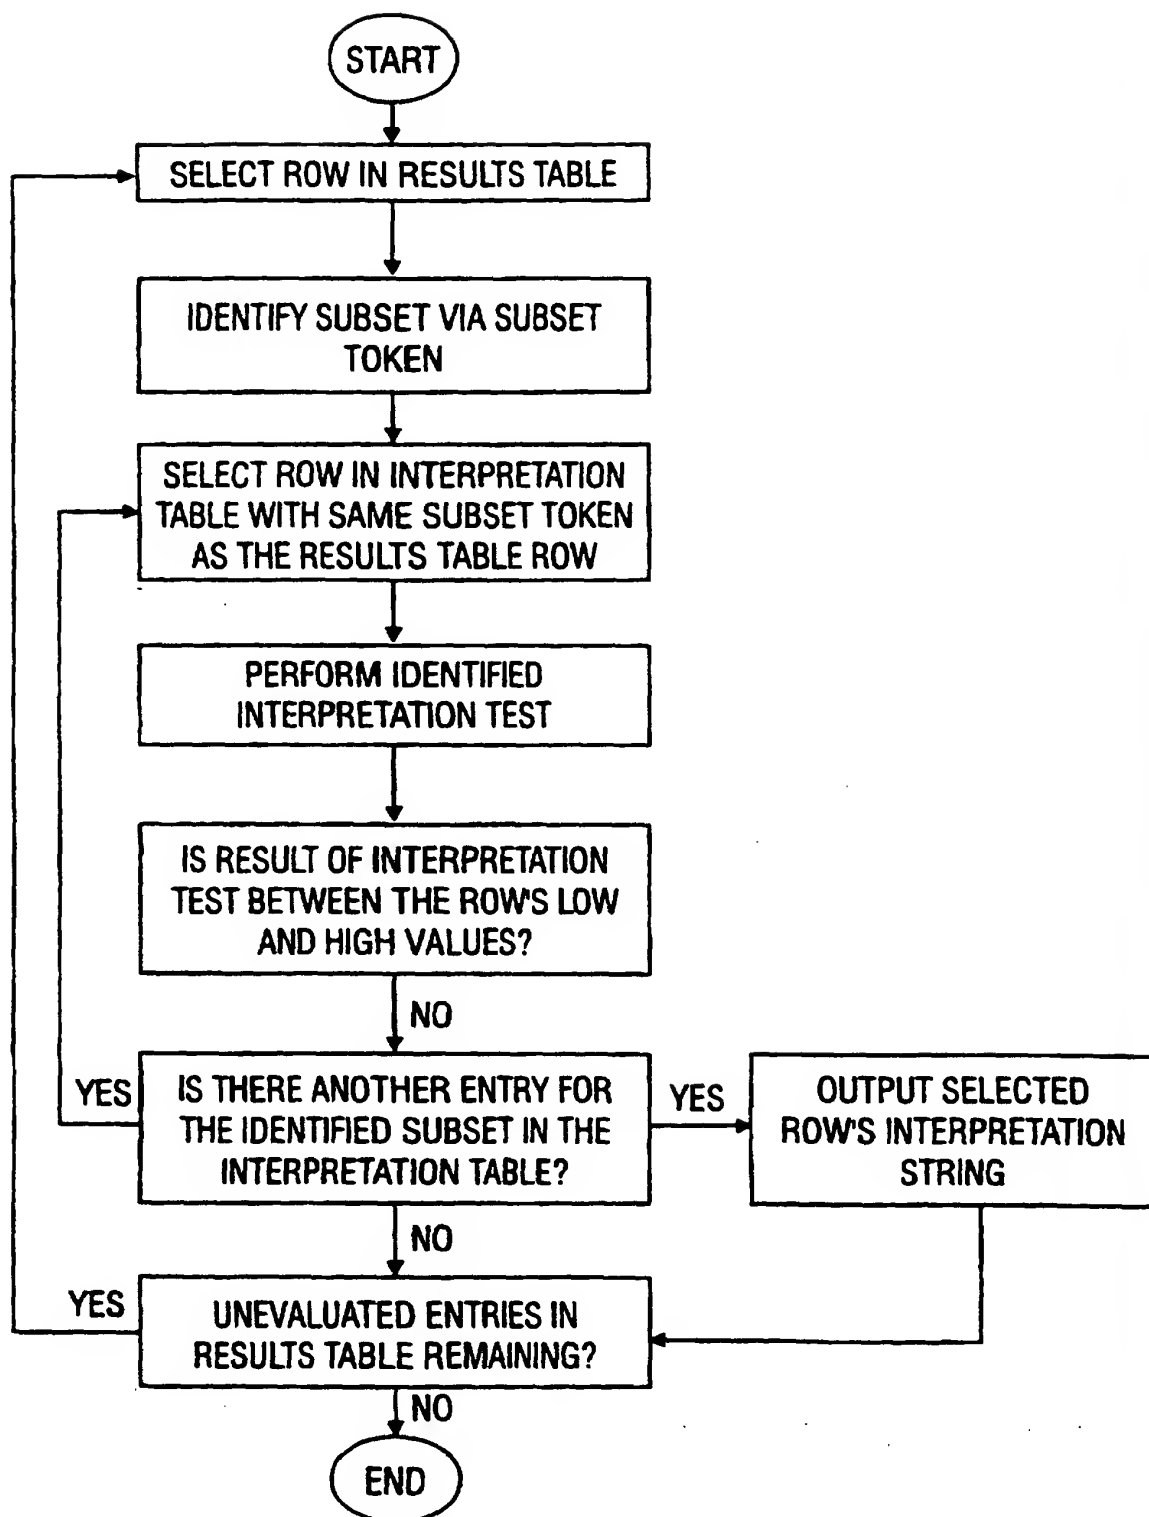 START
SELECT ROW IN RESULTS TABLE
IDENTIFY SUBSET VIA SUBSET
TOKEN
SELECT ROW IN INTERPRETATION
TABLE WITH SAME SUBSET TOKEN
AS THE RESULTS TABLE ROW
PERFORM IDENTIFIED
INTERPRETATION TEST
IS RESULT OF INTERPRETATION
TEST BETWEEN THE ROW'S LOW
AND HIGH VALUES?
NO
YES
IS THERE ANOTHER ENTRY FOR
THE IDENTIFIED SUBSET IN THE
INTERPRETATION TABLE?
YES
OUTPUT SELECTED
ROW'S INTERPRETATION
STRING
NO
YES
UNEVALUATED ENTRIES IN
RESULTS TABLE REMAINING?
NO
END